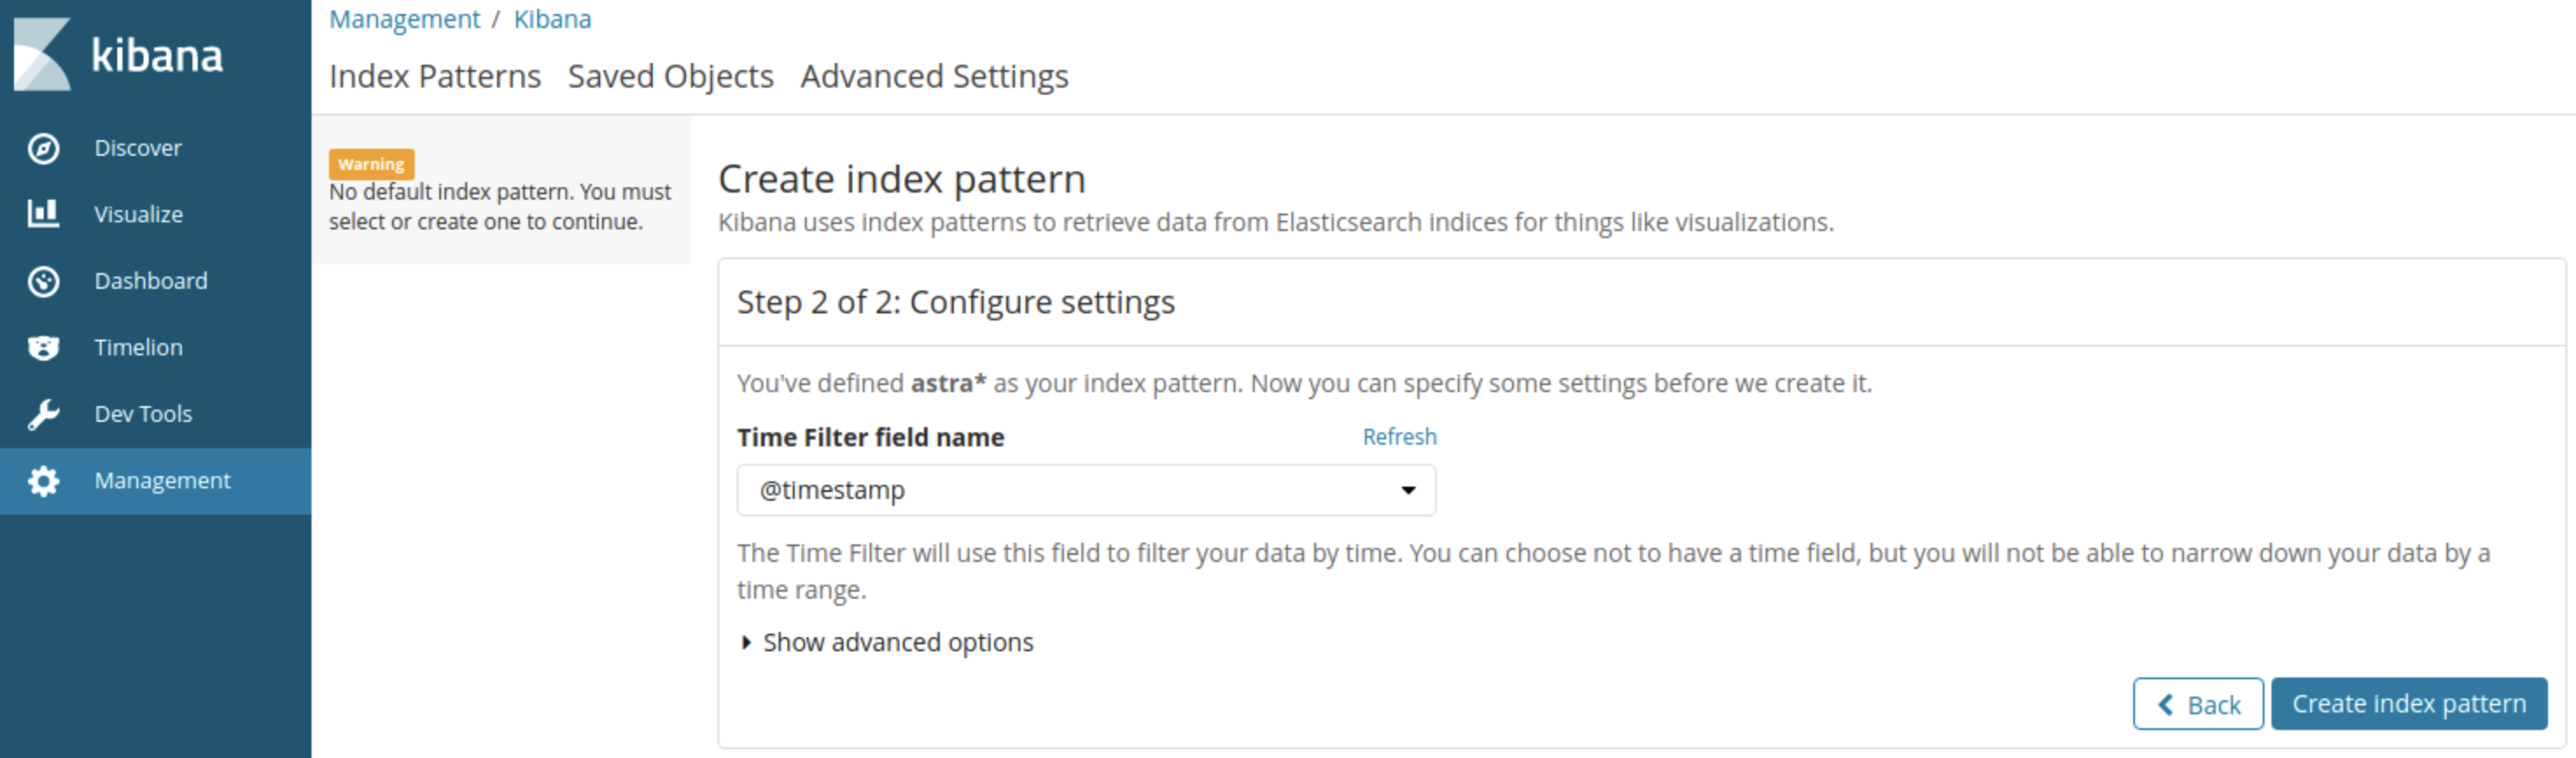 kibana
Discover
Visualize
Dashboard
Timelion
Dev Tools
Management
Management / Kibana
Index Patterns Saved Objects Advanced Settings
Warning
No default index pattern. You must
select or create one to continue.
Create index pattern
Kibana uses index patterns to retrieve data from Elasticsearch indices for things like visualizations.
Step 2 of 2: Configure settings
You've defined astra* as your index pattern. Now you can specify some settings before we create it.
Time Filter field name Refresh
@timestamp
The Time Filter will use this field to filter your data by time. You can choose not to have a time field, but you will not be able to narrow down your data by a
time range.
Show advanced options
Back Create index pattern